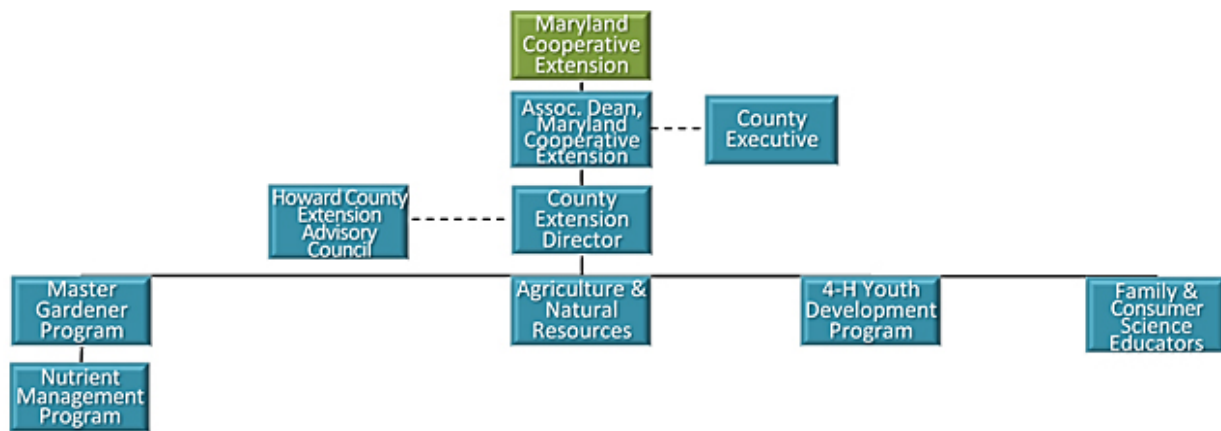 Maryland
Cooperative
Extension
Assoc. Dean,
Maryland
Cooperative
Extension
County
Executive
Howard County
Extension
Advisory
Council
County
Extension
Director
Master
Gardener
Program
Agriculture &
Natural
Resources
4-H Youth
Development
Program
Family &
Consumer
Science
Educators
Nutrient
Management
Program